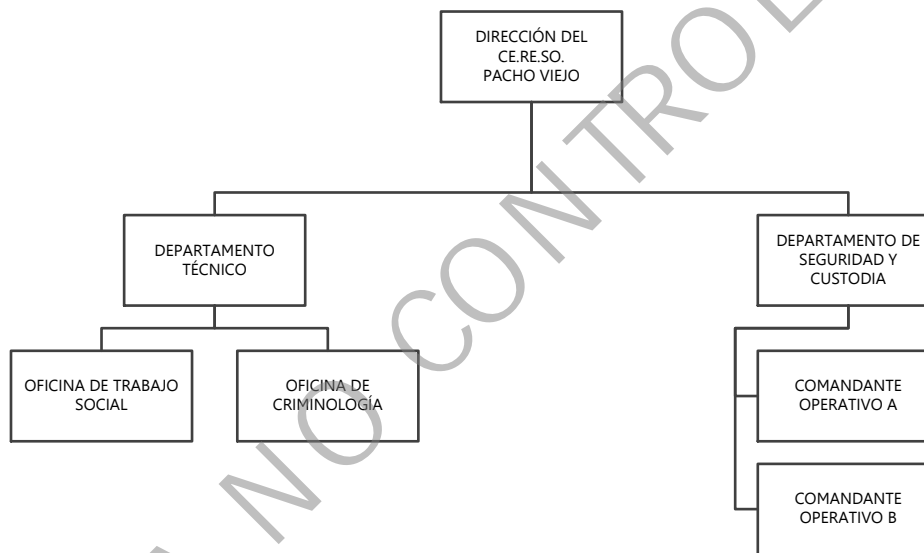 DIRECCIÓN DEL
CE.RE.SO.
PACHO VIEJO
DEPARTAMENTO
TÉCNICO
DEPARTAMENTO DE
SEGURIDAD Y
CUSTODIA
OFICINA DE TRABAJO
SOCIAL
OFICINA DE
CRIMINOLOGÍA
COMANDANTE
OPERATIVO A
COMANDANTE
OPERATIVO B
NO CONTROL